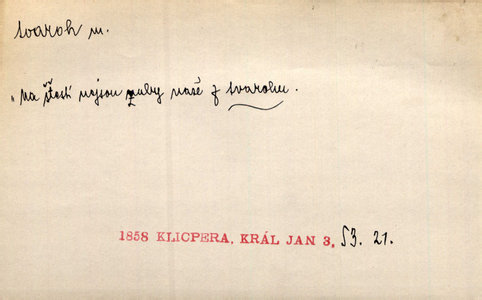 tvaroh m.
„Na štěstí nejsou zuby naše z tvarohu.
1858 KLICPERA, KRÁL JAN 3, 53. 21.